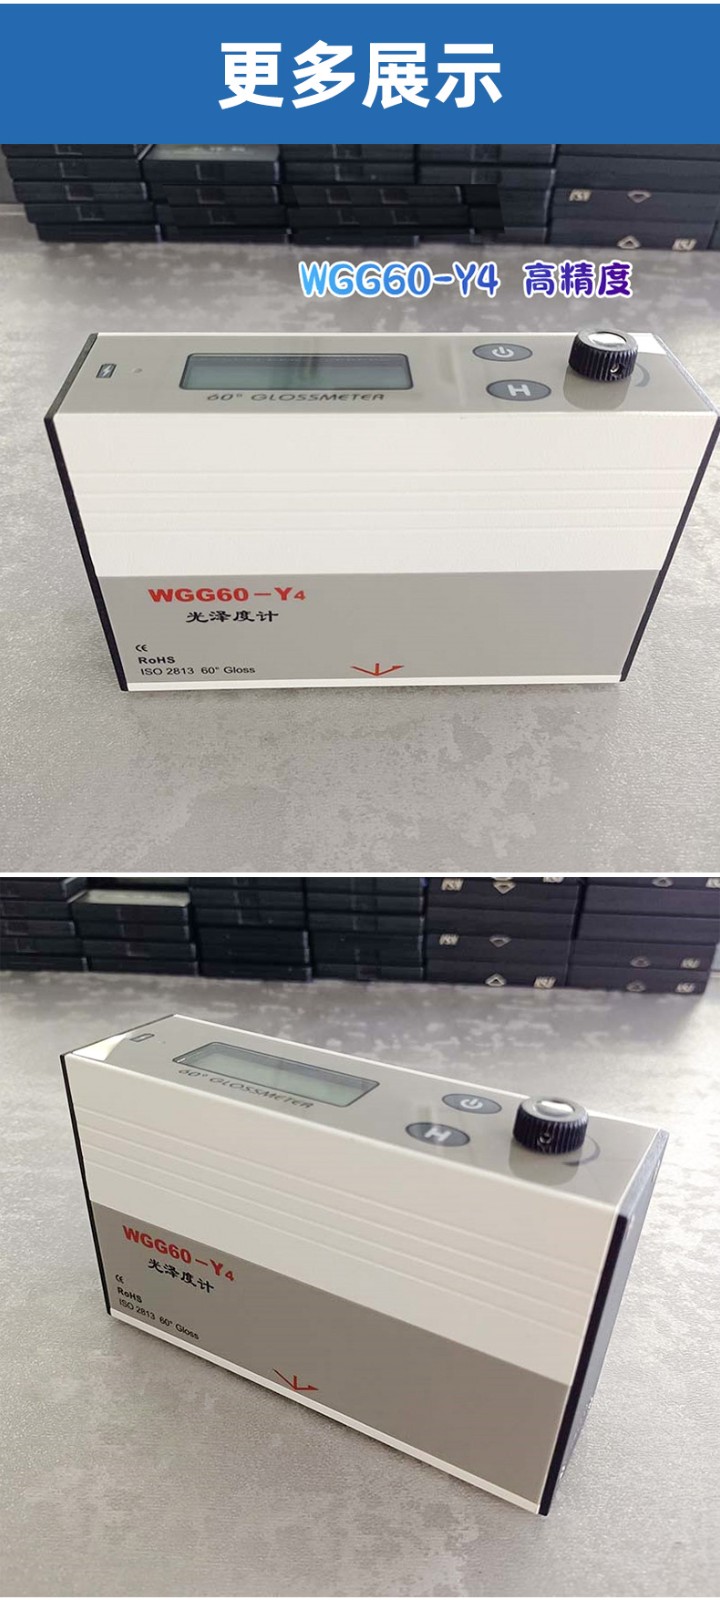 更多展示
WGG60-Y4 高精度
60° GLOSSMETER
H
WGG60-Y4
光泽度计
CE
RoHS
ISO 2813 60° Gloss
60° GLOSSMETER
H
WGG60-Y4
光泽度计
CE
RoHS
ISO 2813 60° Gloss